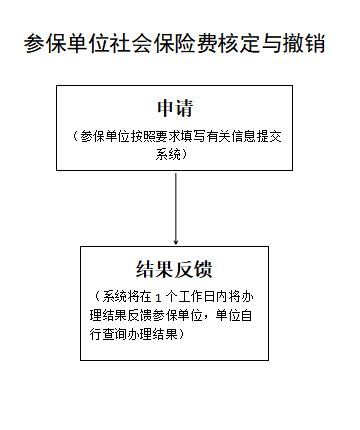 参保单位社会保险费核定与撤销
申请
（参保单位按照要求填写有关信息提交
系统）
结果反馈
（系统将在 1 个工作日内将办
理结果反馈参保单位，单位自
行查询办理结果）